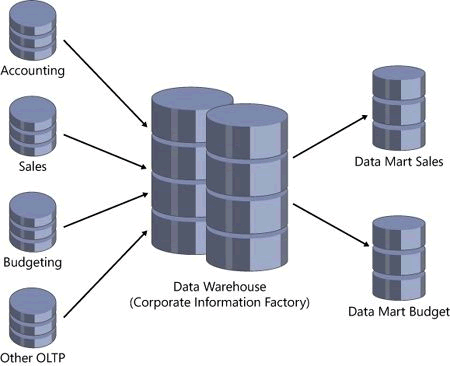 Accounting
Sales
Budgeting
Other OLTP
Data Warehouse
(Corporate Information Factory)
Data Mart Sales
Data Mart Budget